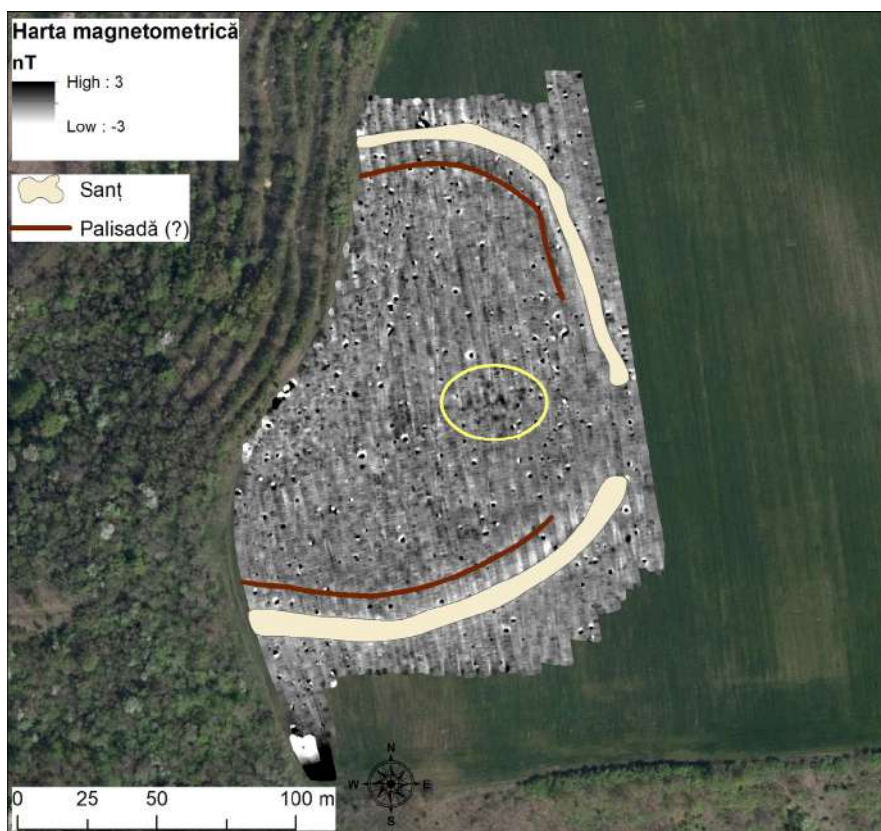 Harta magnetometrică
nT
High : 3
Low : -3
Sanț
Palisadă (?)
N
W E
S
0 25 50 100 m